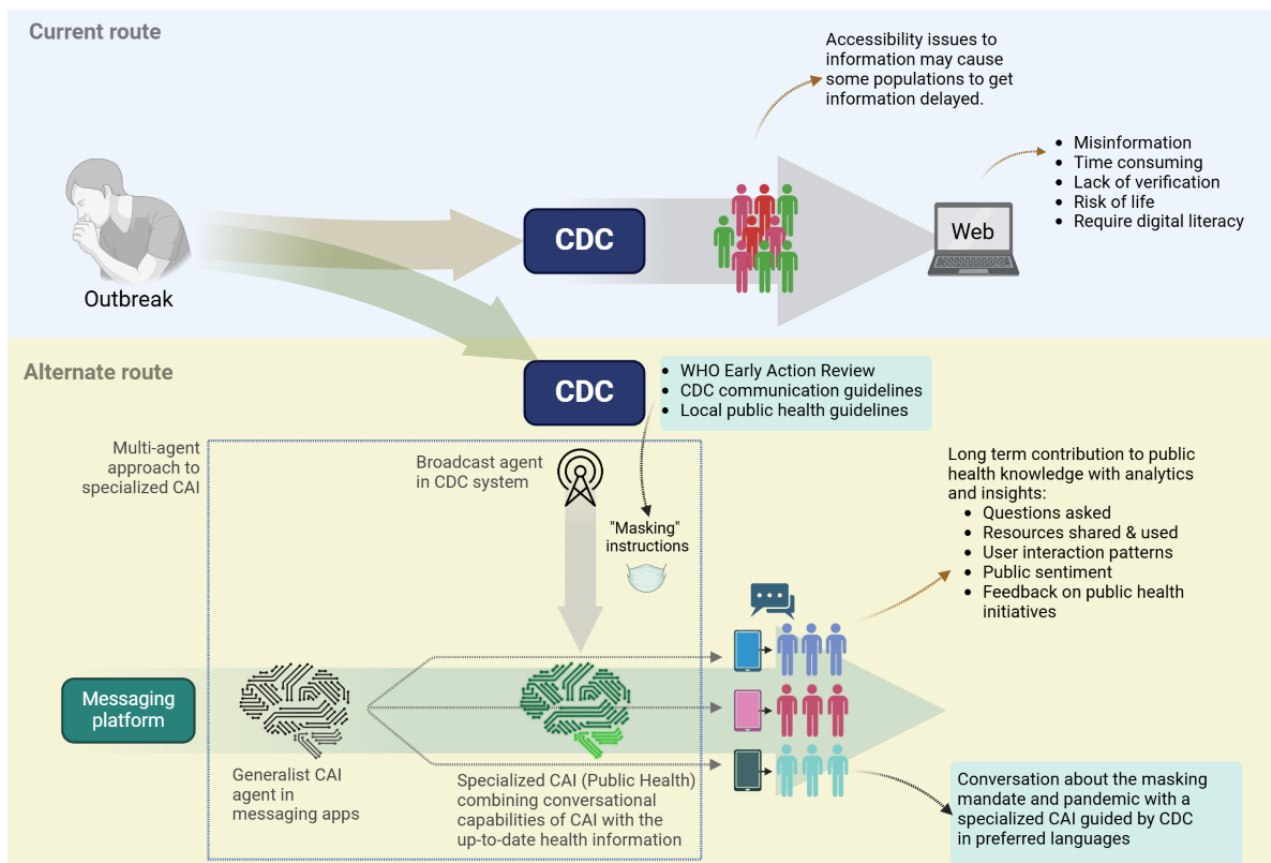 Current route
Accessibility issues to
information may cause
some populations to get
information delayed.
• Misinformation
• Time consuming
• Lack of verification
• Risk of life
• Require digital literacy
CDC
Web
Outbreak
Alternate route
CDC
• WHO Early Action Review
• CDC communication guidelines
• Local public health guidelines
Multi-agent
approach to
specialized CAI
Broadcast agent
in CDC system
"Masking"
instructions
Long term contribution to public
health knowledge with analytics
and insights:
• Questions asked
• Resources shared & used
• User interaction patterns
• Public sentiment
• Feedback on public health
initiatives
Messaging
platform
Generalist CAI
agent in
messaging apps
Specialized CAI (Public Health)
combining conversational
capabilities of CAI with the
up-to-date health information
Conversation about the masking
mandate and pandemic with a
specialized CAI guided by CDC
in preferred languages